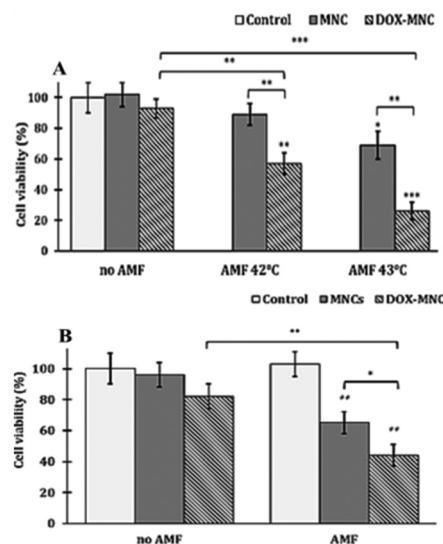 Control MNC DOX-MNC
A
***
**
** **
* ** ***
Cell viability (%)
100
80
60
40
20
0
no AMF AMF 42°C AMF 43°C
Control MNCs DOX-MNC
B
**
*
## ##
Cell viability (%)
100
80
60
40
20
0
no AMF AMF